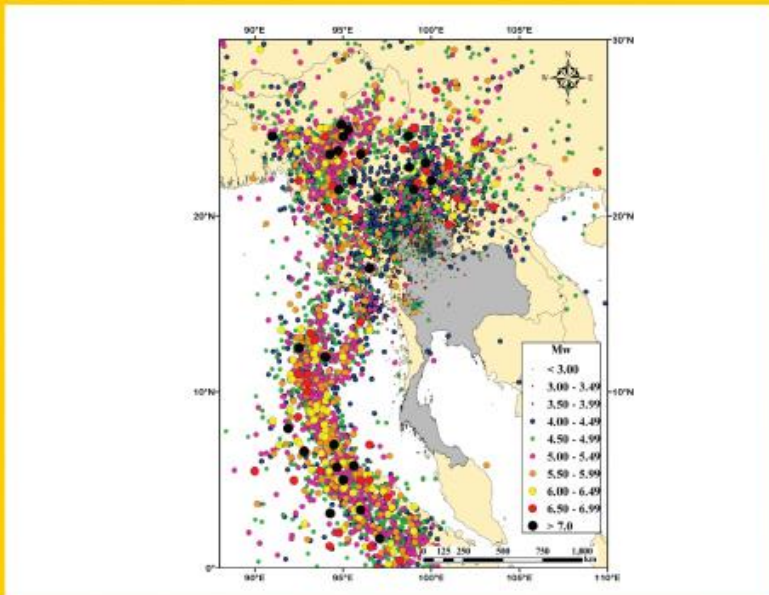 90°E 95°E 100°E 105°E
30°N
N
W E
S
20°N 20°N
Mw
< 3.00
3.00 - 3.49
10°N 10°N
3.50 - 3.99
4.00 - 4.49
4.50 - 4.99
5.00 - 5.49
5.50 - 5.99
6.00 - 6.49
6.50 - 6.99
> 7.0
0 125 250 500 750 1,000
km
0°
90°E 95°E 100°E 105°E 110°E